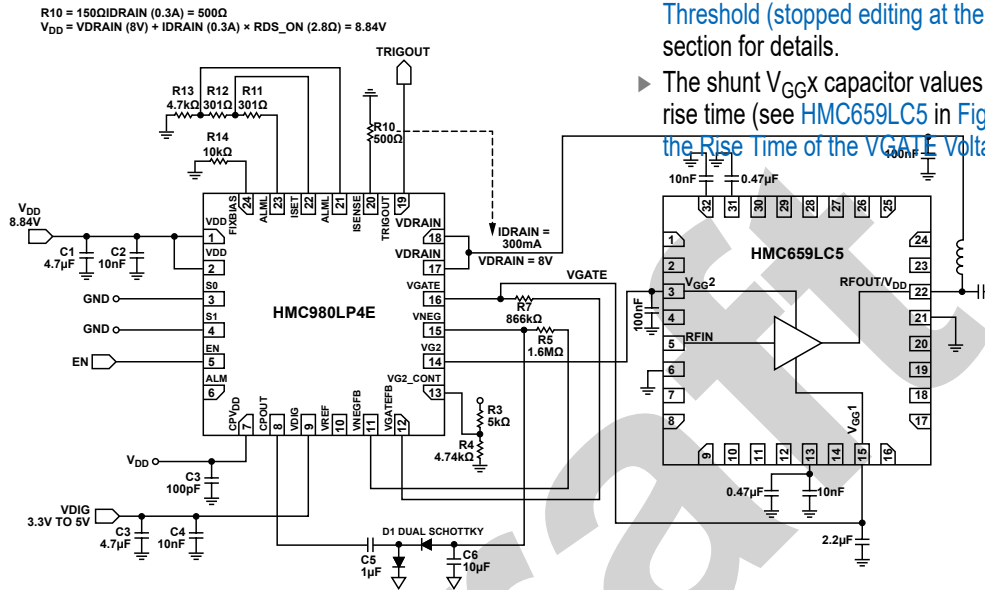 R10 = 150ΩIDRAIN (0.3A) = 500Ω
VDD = VDRAIN (8V) + IDRAIN (0.3A) × RDS_ON (2.8Ω) = 8.84V
Threshold (stopped editing at the
section for details.
▶ The shunt VGGx capacitor values
rise time (see HMC659LC5 in Fig
the Rise Time of the VGATE Volta
TRIGOUT
R13
4.7kΩ
R12
301Ω
R11
301Ω
R14
10kΩ
R10
500Ω
100nF
10nF
0.47µF
24
23
22
21
20
19
FIXBIAS
ALML
ISET
ALML
ISENSE
TRIGOUT
VDD
8.84V
C1
4.7µF
C2
10nF
VDD
1
VDD
2
S0
3
GND
S1
4
GND
EN
5
EN
ALM
6
HMC980LP4E
VDRAIN
18
VDRAIN
17
VGATE
16
VNEG
15
VG2
14
VG2_CONT
13
IDRAIN =
300mA
VDRAIN = 8V
VGATE
R7
866kΩ
R5
1.6MΩ
R3
5kΩ
R4
4.74kΩ
CPVDD
CPOUT
VDIG
VREF
VNEGFB
VGATEFB
7
8
9
10
11
12
VDD
C3
100pF
VDIG
3.3V TO 5V
C3
4.7µF
C4
10nF
D1 DUAL SCHOTTKY
C5
1µF
C6
10µF
32
31
30
29
28
27
26
25
HMC659LC5
1
2
3
4
5
6
7
8
VGG2
100nF
RFIN
RFOUT/VDD
24
23
22
21
20
19
18
17
VGG1
9
10
11
12
13
14
15
16
0.47µF
10nF
2.2µF